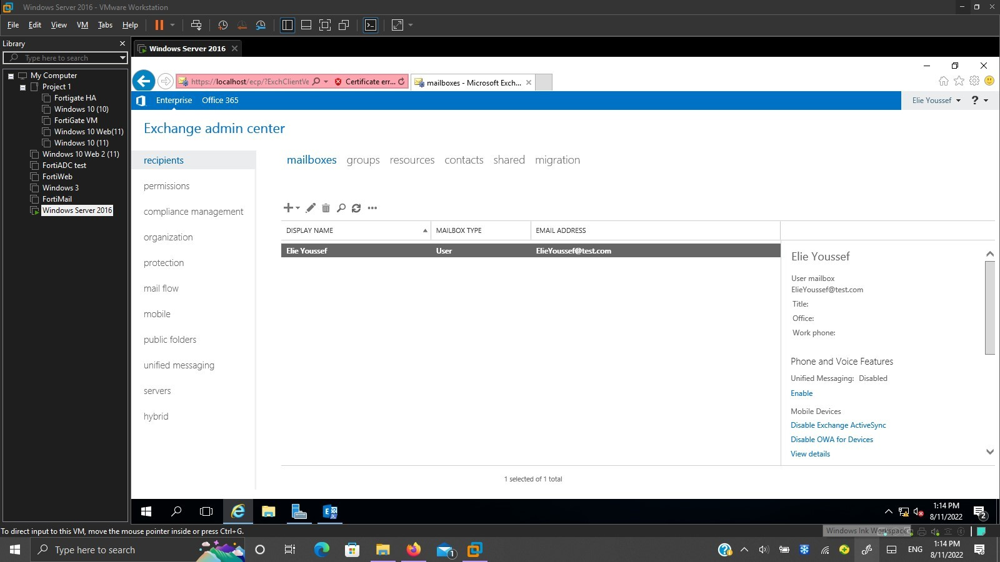 Windows Server 2016 - VMware Workstation
File Edit View VM Tabs Help
Library
Type here to search
My Computer
Project 1
Fortigate HA
Windows 10 (10)
FortiGate VM
Windows 10 Web(11)
Windows 10 (11)
Windows 10 Web 2 (11)
FortiADC test
FortiWeb
Windows 3
FortiMail
Windows Server 2016
Windows Server 2016
https://localhost/ecp/?ExchClientVe
Certificate err...
mailboxes - Microsoft Exch...
Enterprise Office 365
Elie Youssef ?
Exchange admin center
recipients
permissions
compliance management
organization
protection
mail flow
mobile
public folders
unified messaging
servers
hybrid
mailboxes groups resources contacts shared migration
DISPLAY NAME MAILBOX TYPE EMAIL ADDRESS
Elie Youssef User ElieYoussef@test.com
Elie Youssef
User mailbox
ElieYoussef@test.com
Title:
Office:
Work phone:
Phone and Voice Features
Unified Messaging: Disabled
Enable
Mobile Devices
Disable Exchange ActiveSync
Disable OWA for Devices
View details
1 selected of 1 total
1:14 PM
8/11/2022
2
To direct input to this VM, move the mouse pointer inside or press Ctrl+G.
Windows Ink Workspace
Type here to search
1
ENG
1:14 PM
8/11/2022